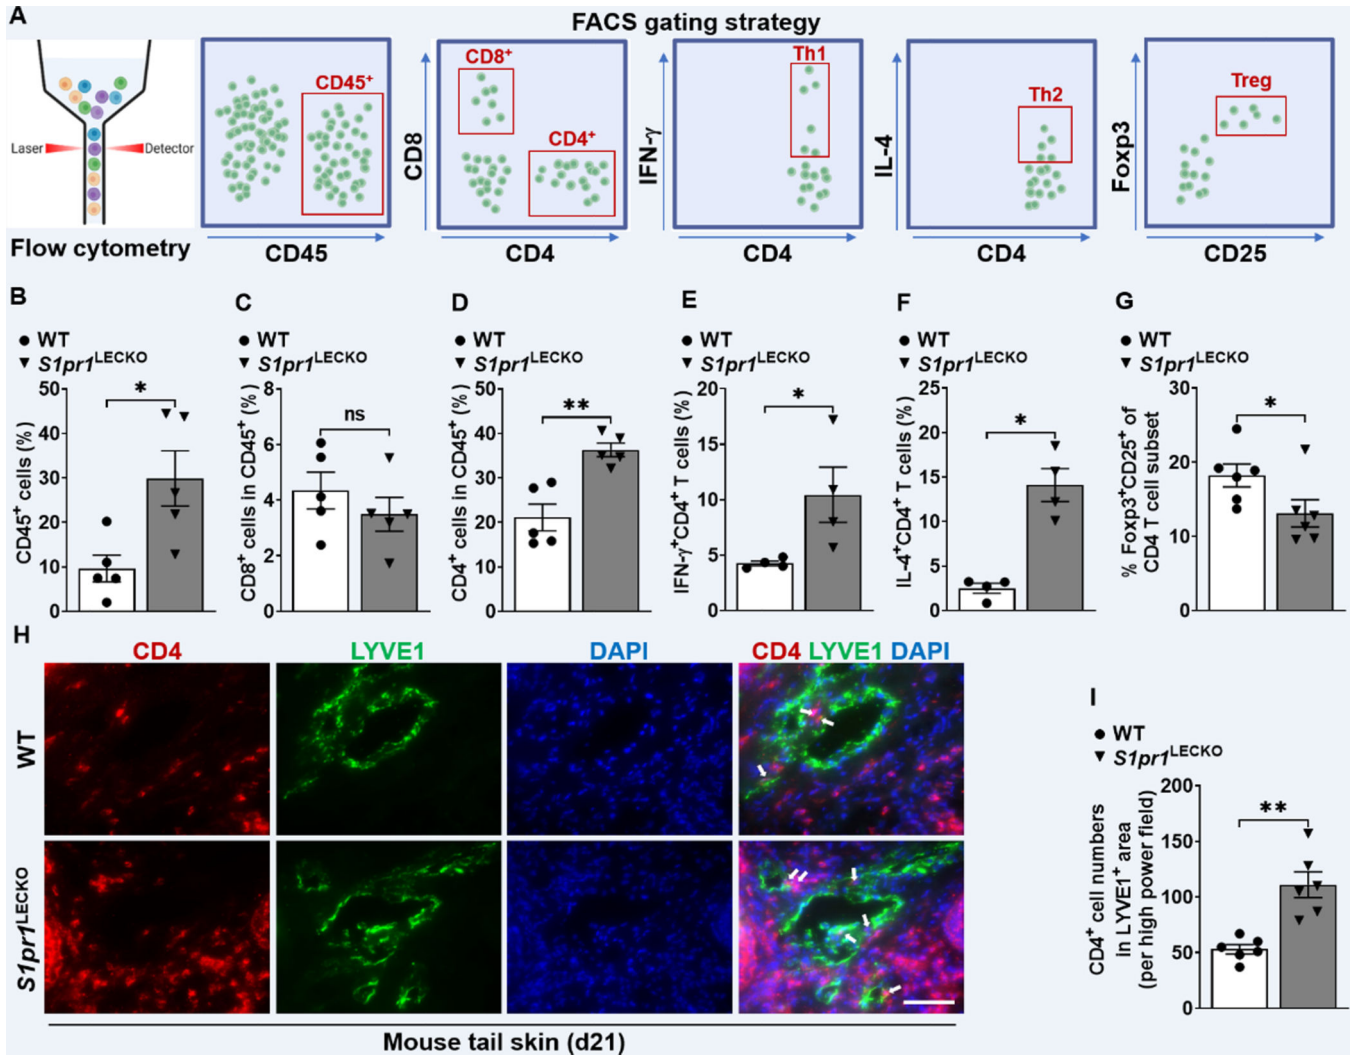 A
FACS gating strategy
Laser
Detector
Flow cytometry
CD45⁺
CD45
CD8⁺
CD4⁺
CD8
CD4
Th1
IFN-γ
CD4
Th2
IL-4
CD4
Treg
Foxp3
CD25
B
WT
S1pr1ᴸᴱᶜᴷᴼ
CD45⁺ cells (%)
50
40
30
20
10
0
*
C
WT
S1pr1ᴸᴱᶜᴷᴼ
CD8⁺ cells in CD45⁺ (%)
8
6
4
2
0
ns
D
WT
S1pr1ᴸᴱᶜᴷᴼ
CD4⁺ cells in CD45⁺ (%)
50
40
30
20
10
0
**
E
WT
S1pr1ᴸᴱᶜᴷᴼ
IFN-γ⁺CD4⁺ T cells (%)
20
15
10
5
0
*
F
WT
S1pr1ᴸᴱᶜᴷᴼ
IL-4⁺CD4⁺ T cells (%)
25
20
15
10
5
0
*
G
WT
S1pr1ᴸᴱᶜᴷᴼ
% Foxp3⁺CD25⁺ of
CD4 T cell subset
30
20
10
0
*
H
CD4
LYVE1
DAPI
CD4 LYVE1 DAPI
WT
S1pr1ᴸᴱᶜᴷᴼ
Mouse tail skin (d21)
I
WT
S1pr1ᴸᴱᶜᴷᴼ
CD4⁺ cell numbers
in LYVE1⁺ area
(per high power field)
200
150
100
50
0
**